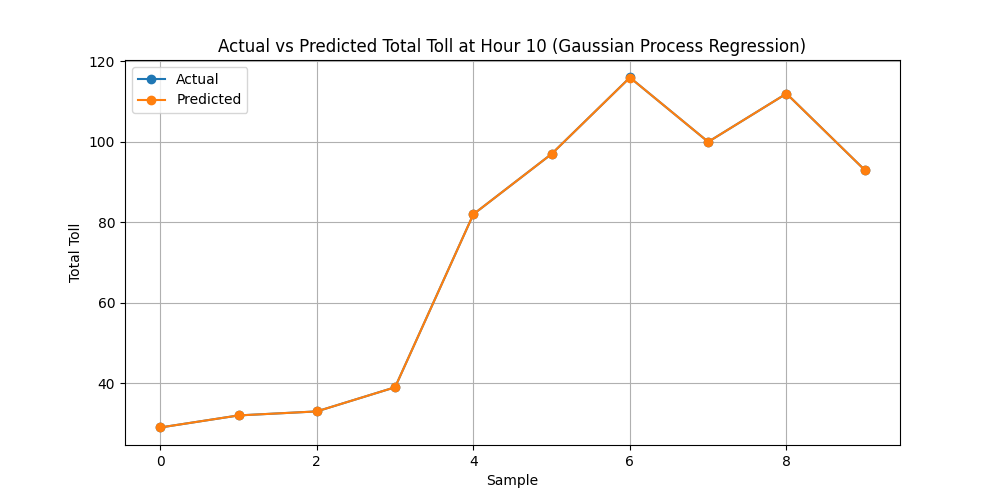 Actual vs Predicted Total Toll at Hour 10 (Gaussian Process Regression)
Actual
Predicted
120
100
80
60
40
Total Toll
0 2 4 6 8
Sample